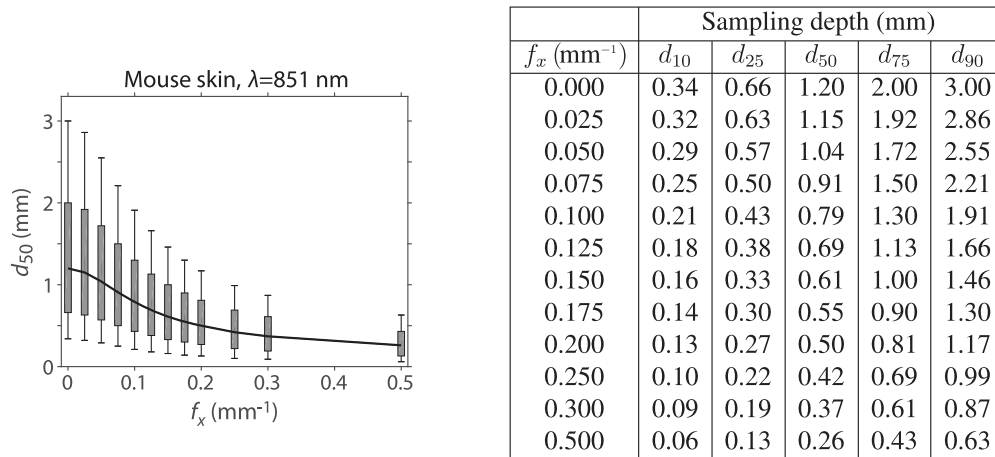 Mouse skin, λ=851 nm
3
2
1
0
d50 (mm)
0 0.1 0.2 0.3 0.4 0.5
fx (mm-1)
Sampling depth (mm)
fx (mm−1) d10 d25 d50 d75 d90
0.000 0.34 0.66 1.20 2.00 3.00
0.025 0.32 0.63 1.15 1.92 2.86
0.050 0.29 0.57 1.04 1.72 2.55
0.075 0.25 0.50 0.91 1.50 2.21
0.100 0.21 0.43 0.79 1.30 1.91
0.125 0.18 0.38 0.69 1.13 1.66
0.150 0.16 0.33 0.61 1.00 1.46
0.175 0.14 0.30 0.55 0.90 1.30
0.200 0.13 0.27 0.50 0.81 1.17
0.250 0.10 0.22 0.42 0.69 0.99
0.300 0.09 0.19 0.37 0.61 0.87
0.500 0.06 0.13 0.26 0.43 0.63